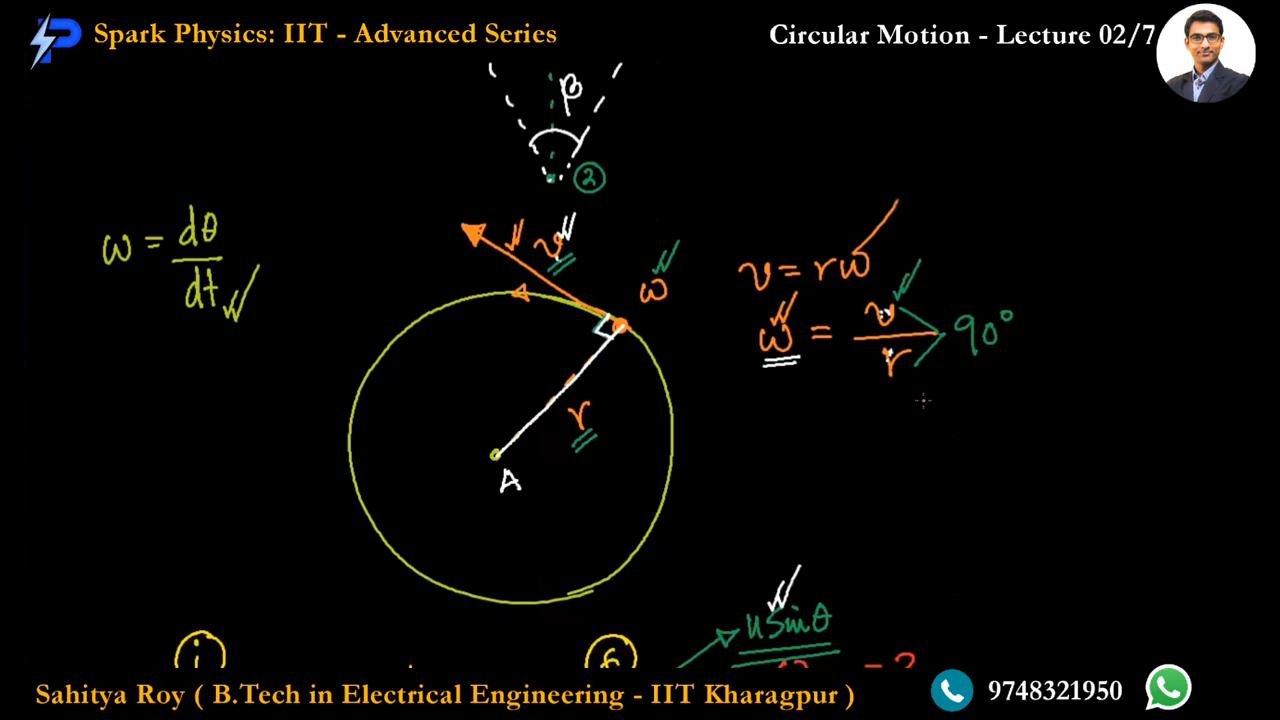 Spark Physics: IIT - Advanced Series
Circular Motion - Lecture 02/7
β
2
ω = dθ/dt
v
ω
v = rω
ω = v/r
90°
r
A
i
u sinθ
Sahitya Roy ( B.Tech in Electrical Engineering - IIT Kharagpur )
9748321950